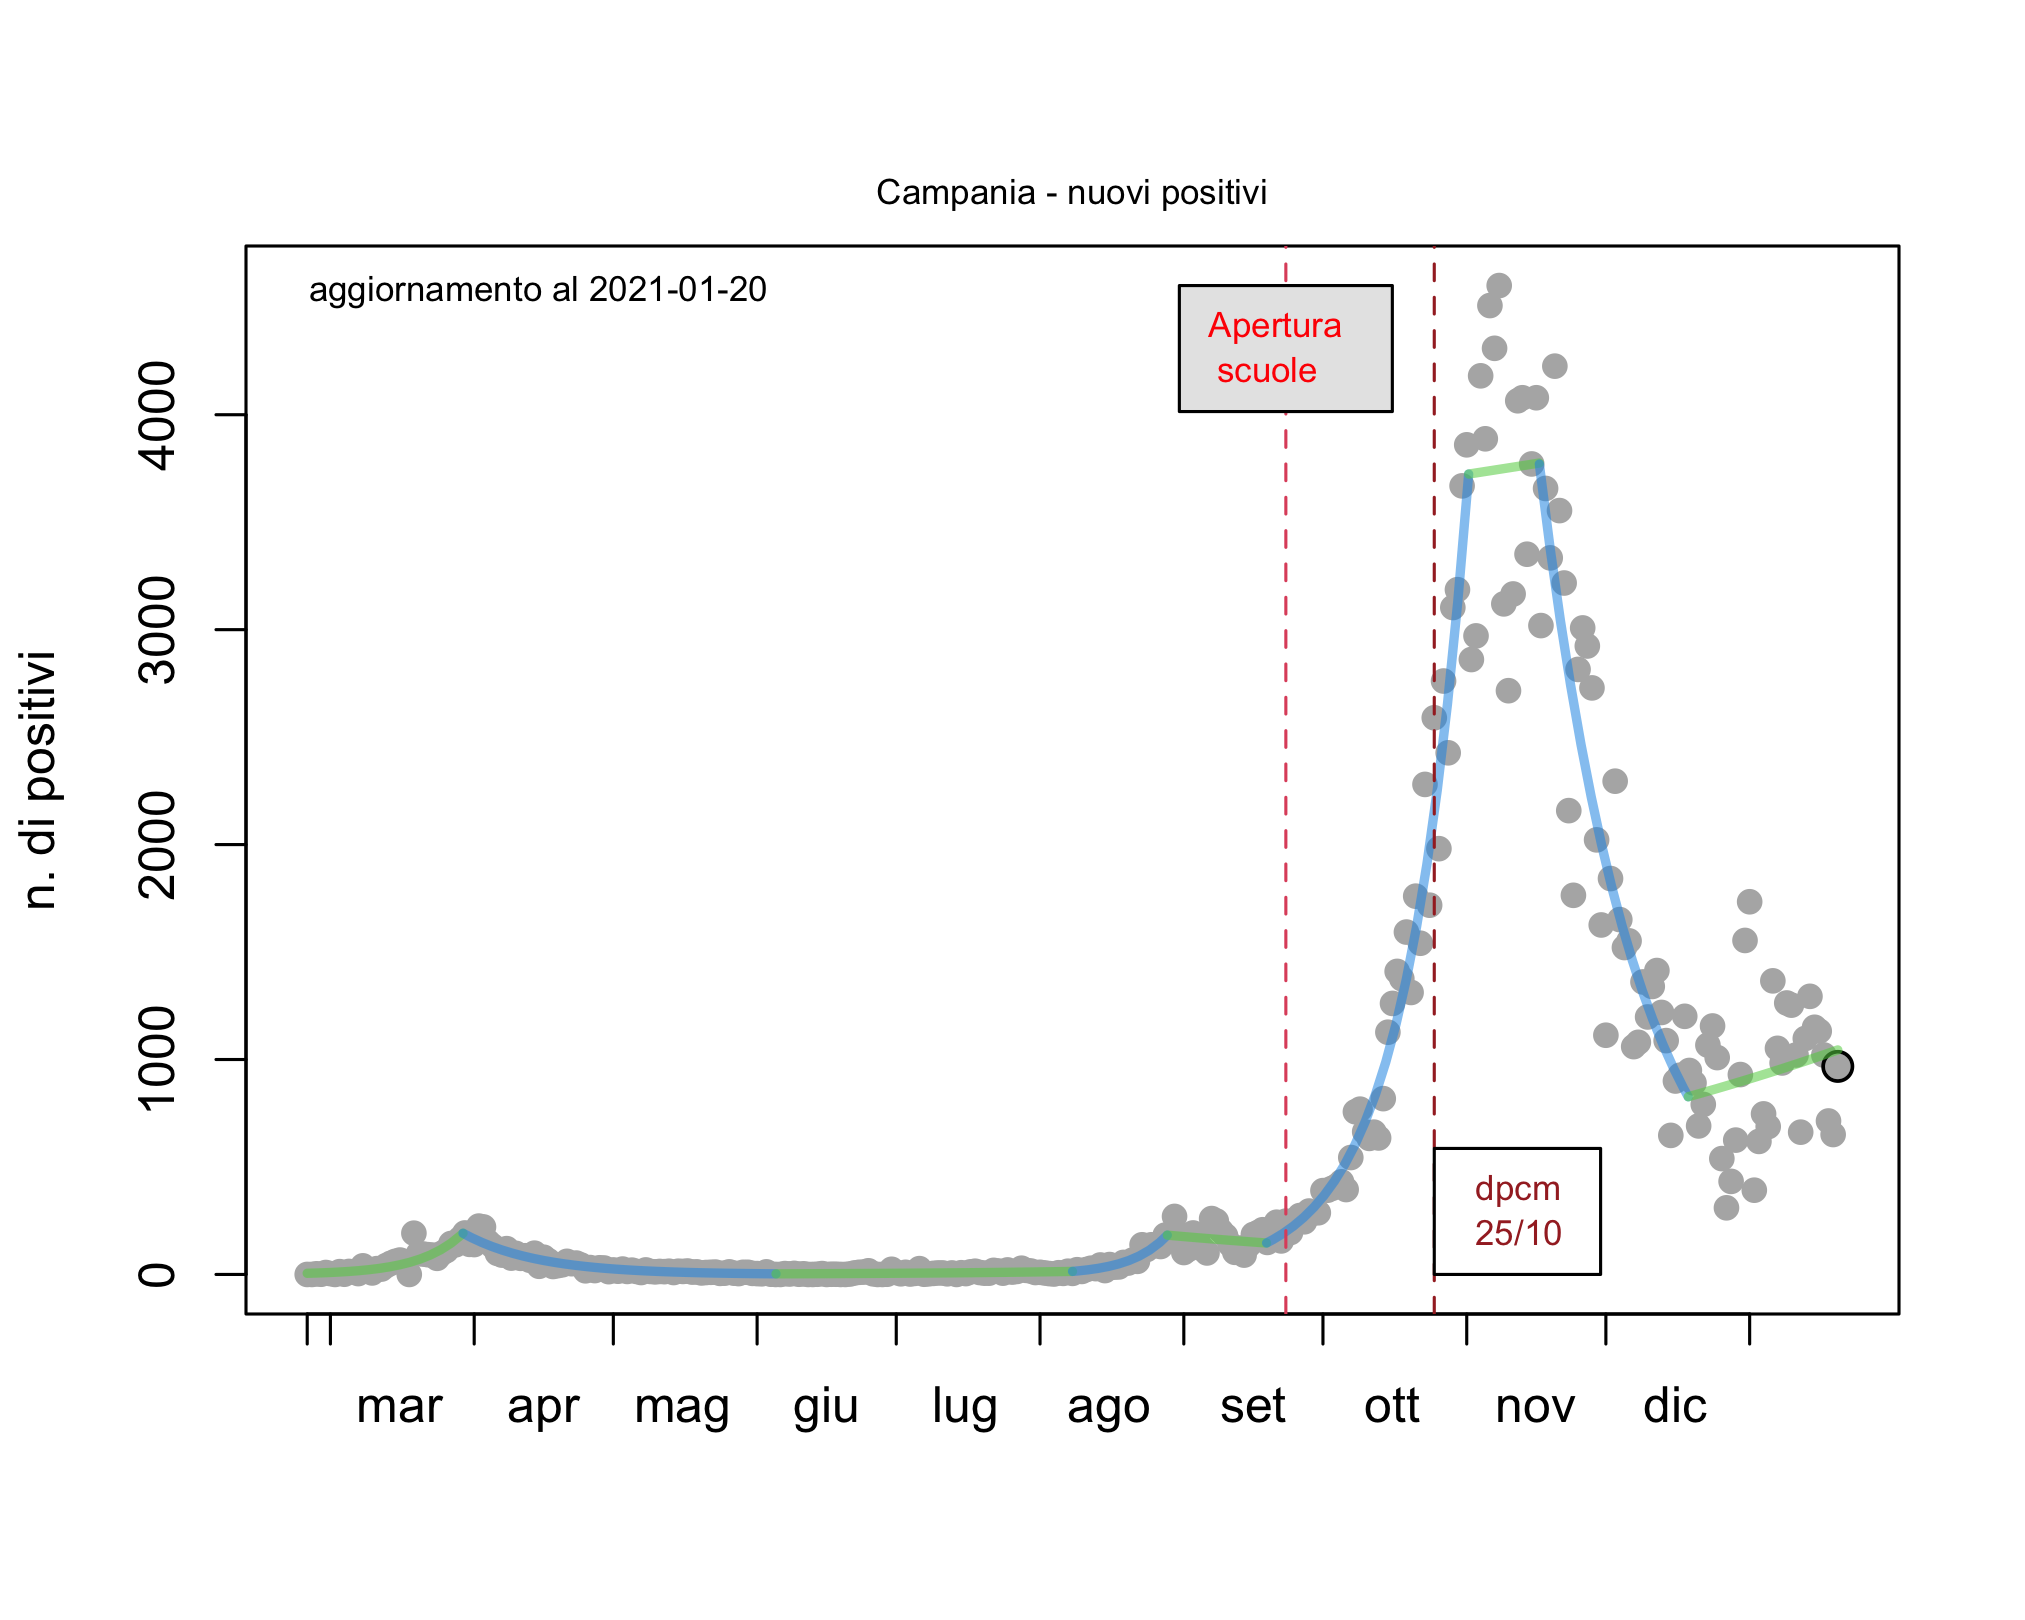 Campania - nuovi positivi
aggiornamento al 2021-01-20
Apertura
scuole
n. di positivi
4000
3000
2000
1000
0
dpcm
25/10
mar apr mag giu lug ago set ott nov dic